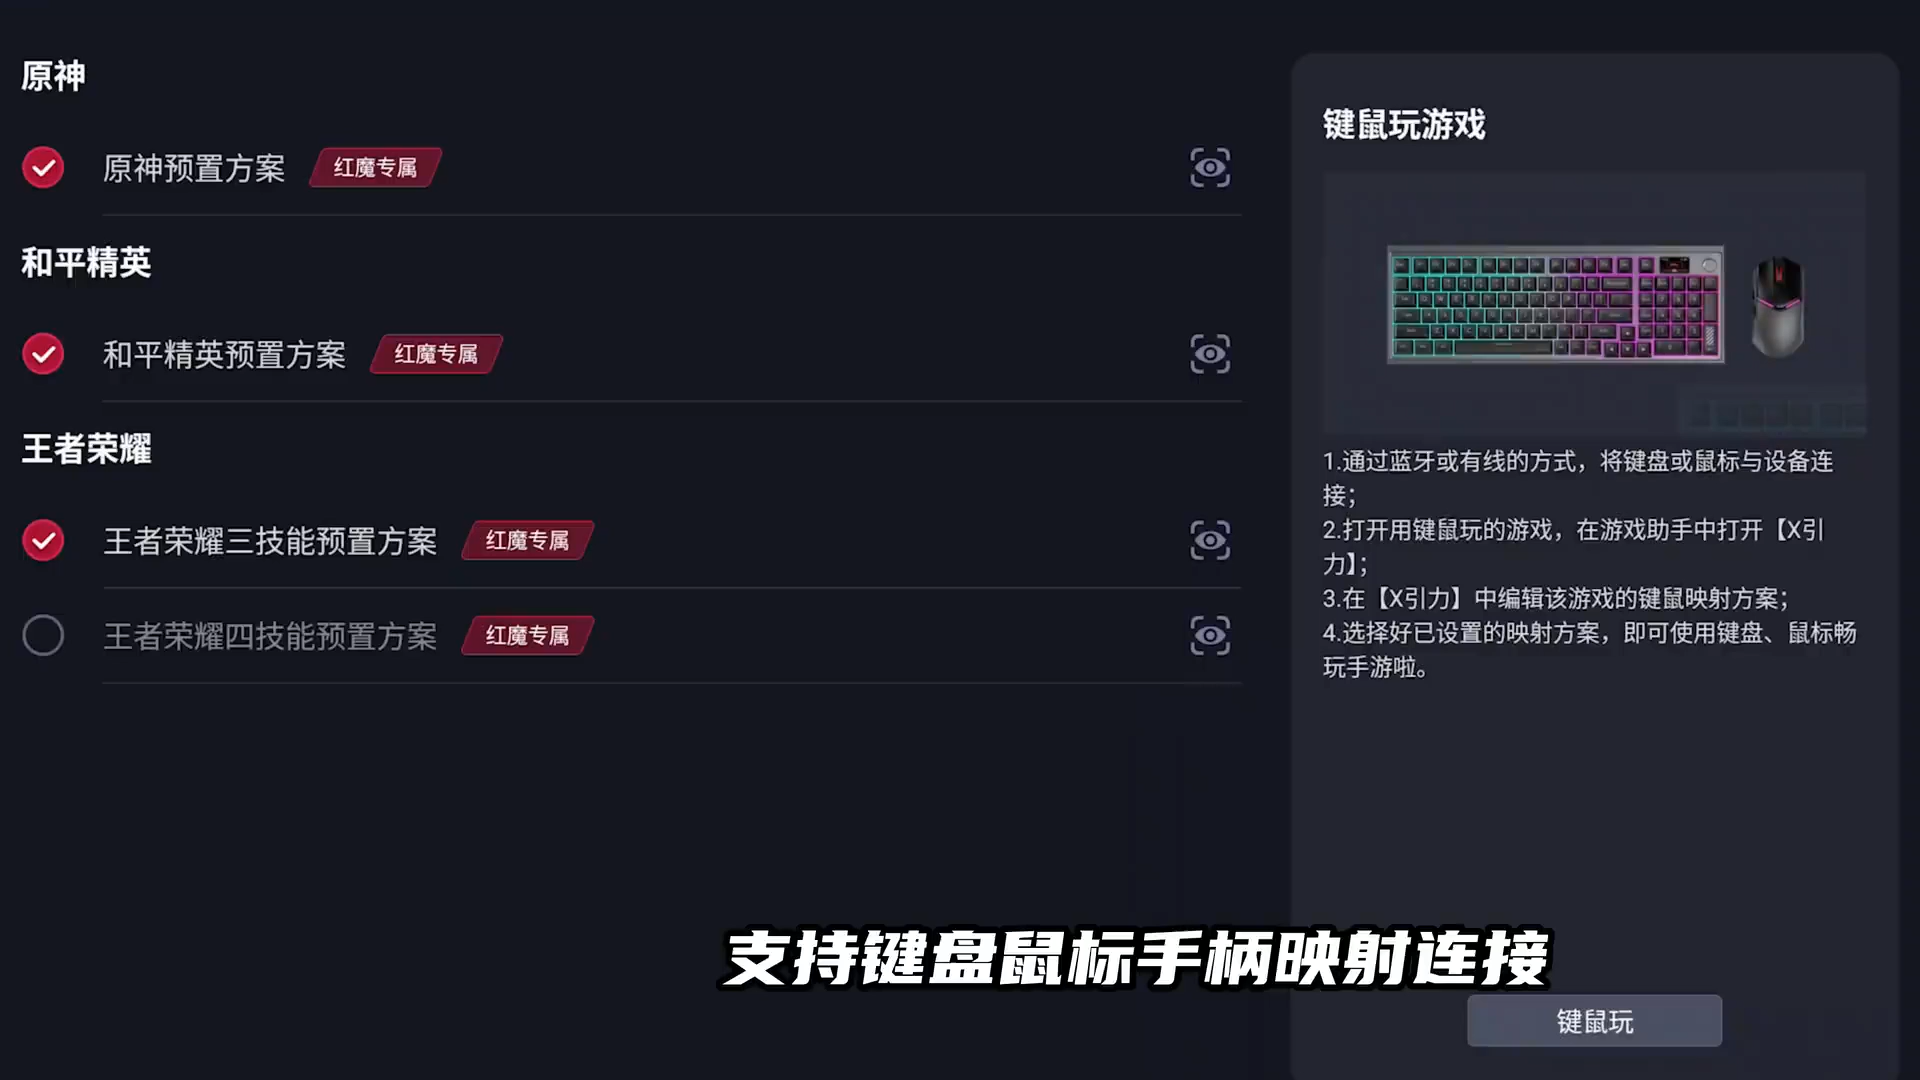 原神
原神预置方案 红魔专属
和平精英
和平精英预置方案 红魔专属
王者荣耀
王者荣耀三技能预置方案 红魔专属
王者荣耀四技能预置方案 红魔专属
键鼠玩游戏
1.通过蓝牙或有线的方式，将键盘或鼠标与设备连
接；
2.打开用键鼠玩的游戏，在游戏助手中打开【X引
力】；
3.在【X引力】中编辑该游戏的键鼠映射方案；
4.选择好已设置的映射方案，即可使用键盘、鼠标畅
玩手游啦。
支持键盘鼠标手柄映射连接
键鼠玩